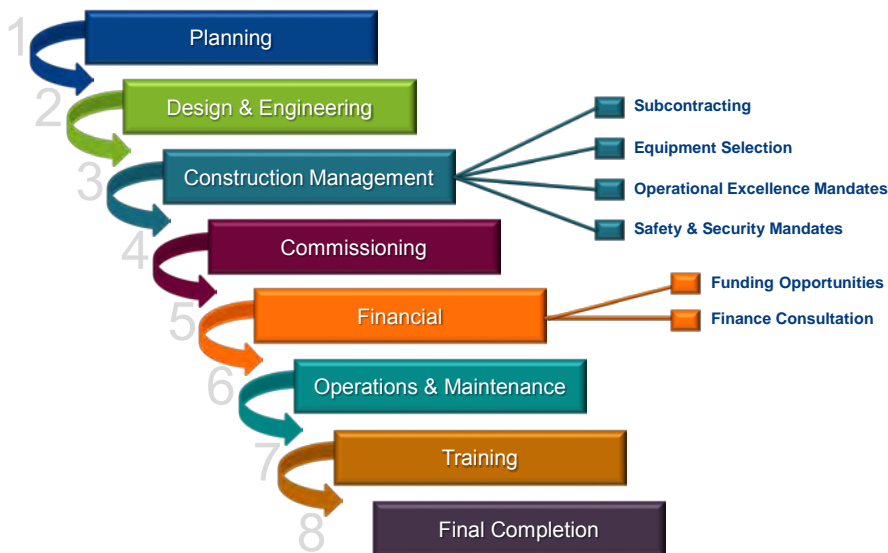 1
Planning
2
Design & Engineering
3
Construction Management
Subcontracting
Equipment Selection
Operational Excellence Mandates
Safety & Security Mandates
4
Commissioning
5
Financial
Funding Opportunities
Finance Consultation
6
Operations & Maintenance
7
Training
8
Final Completion